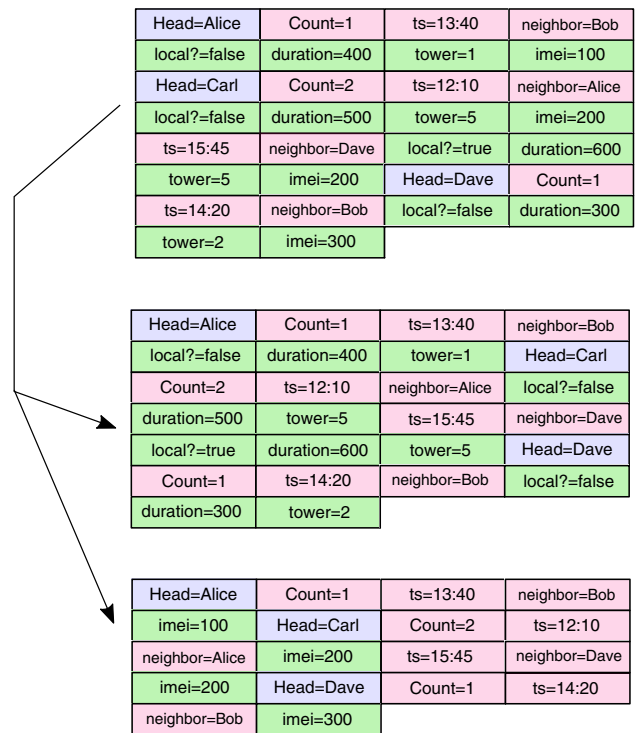 Head=Alice Count=1 ts=13:40 neighbor=Bob
local?=false duration=400 tower=1 imei=100
Head=Carl Count=2 ts=12:10 neighbor=Alice
local?=false duration=500 tower=5 imei=200
ts=15:45 neighbor=Dave local?=true duration=600
tower=5 imei=200 Head=Dave Count=1
ts=14:20 neighbor=Bob local?=false duration=300
tower=2 imei=300
Head=Alice Count=1 ts=13:40 neighbor=Bob
local?=false duration=400 tower=1 Head=Carl
Count=2 ts=12:10 neighbor=Alice local?=false
duration=500 tower=5 ts=15:45 neighbor=Dave
local?=true duration=600 tower=5 Head=Dave
Count=1 ts=14:20 neighbor=Bob local?=false
duration=300 tower=2
Head=Alice Count=1 ts=13:40 neighbor=Bob
imei=100 Head=Carl Count=2 ts=12:10
neighbor=Alice imei=200 ts=15:45 neighbor=Dave
imei=200 Head=Dave Count=1 ts=14:20
neighbor=Bob imei=300